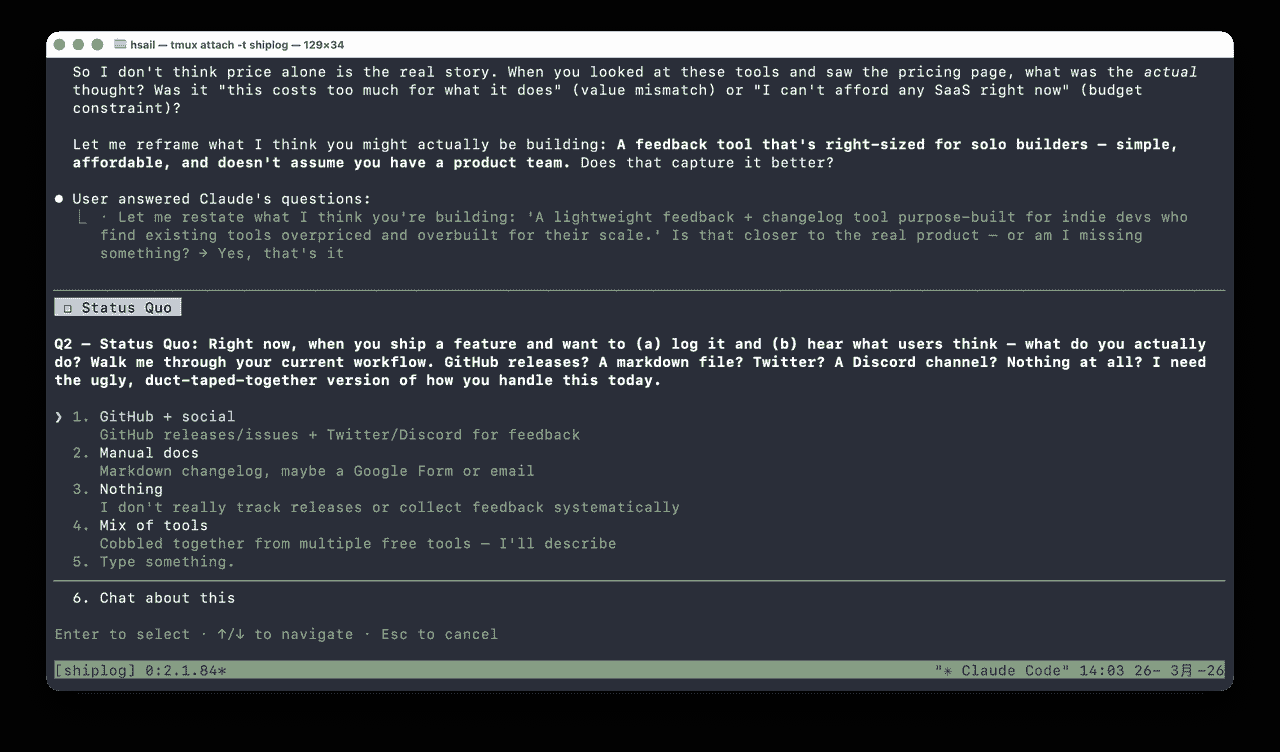 hsail — tmux attach -t shiplog — 129×34
So I don't think price alone is the real story. When you looked at these tools and saw the pricing page, what was the actual
thought? Was it "this costs too much for what it does" (value mismatch) or "I can't afford any SaaS right now" (budget
constraint)?
Let me reframe what I think you might actually be building: A feedback tool that's right-sized for solo builders — simple,
affordable, and doesn't assume you have a product team. Does that capture it better?
● User answered Claude's questions:
⎿ · Let me restate what I think you're building: 'A lightweight feedback + changelog tool purpose-built for indie devs who
find existing tools overpriced and overbuilt for their scale.' Is that closer to the real product — or am I missing
something? → Yes, that's it
☐ Status Quo
Q2 — Status Quo: Right now, when you ship a feature and want to (a) log it and (b) hear what users think — what do you actually
do? Walk me through your current workflow. GitHub releases? A markdown file? Twitter? A Discord channel? Nothing at all? I need
the ugly, duct-taped-together version of how you handle this today.
❯ 1. GitHub + social
GitHub releases/issues + Twitter/Discord for feedback
2. Manual docs
Markdown changelog, maybe a Google Form or email
3. Nothing
I don't really track releases or collect feedback systematically
4. Mix of tools
Cobbled together from multiple free tools — I'll describe
5. Type something.
6. Chat about this
Enter to select · ↑/↓ to navigate · Esc to cancel
[shiplog] 0:2.1.84* "✳ Claude Code" 14:03 26- 3月-26